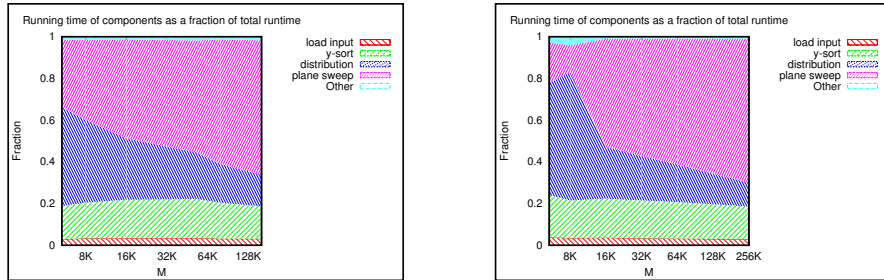 Running time of components as a fraction of total runtime
1
load input
y-sort
0.8
distribution
plane sweep
Other
0.6
Fraction
0.4
0.2
0
8K 16K 32K 64K 128K
M
Running time of components as a fraction of total runtime
1
load input
y-sort
0.8
distribution
plane sweep
Other
0.6
Fraction
0.4
0.2
0
8K 16K 32K 64K 128K 256K
M